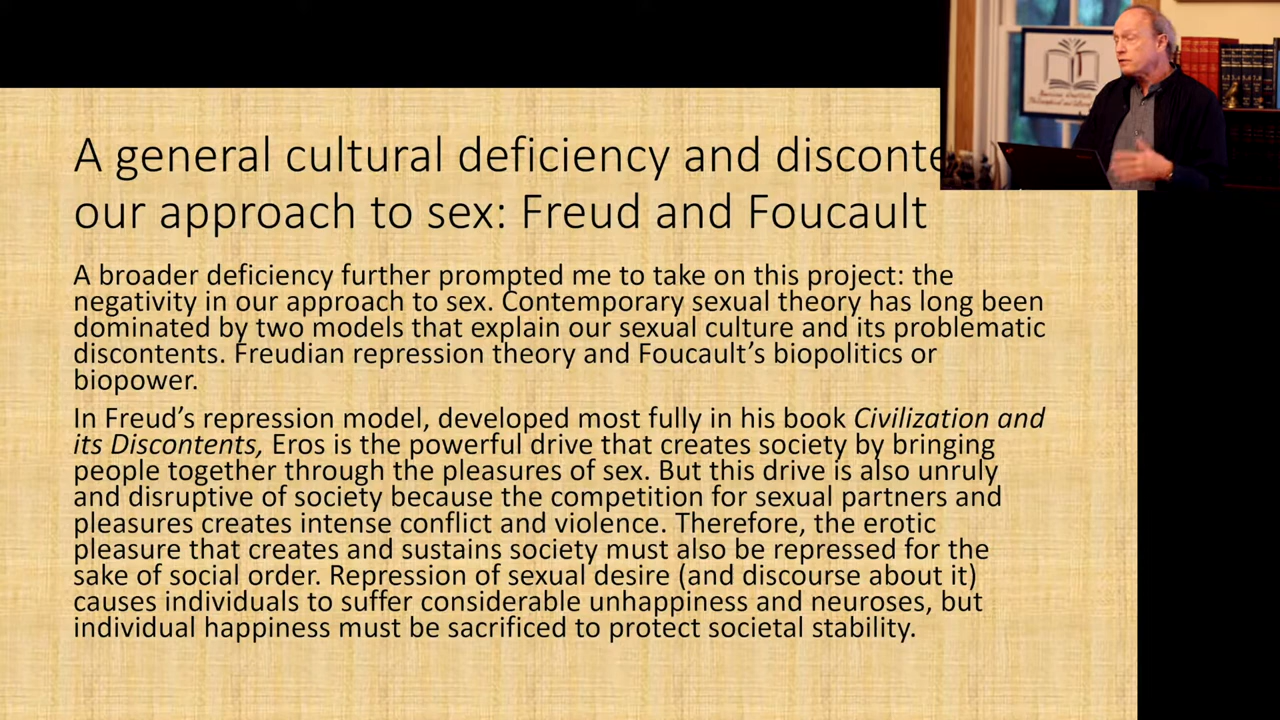 A general cultural deficiency and
our approach to sex: Freud and Foucault
A broader deficiency further prompted me to take on this project: the
negativity in our approach to sex. Contemporary sexual theory has long been
dominated by two models that explain our sexual culture and its problematic
discontents. Freudian repression theory and Foucault’s biopolitics or
biopower.
In Freud’s repression model, developed most fully in his book Civilization and
its Discontents, Eros is the powerful drive that creates society by bringing
people together through the pleasures of sex. But this drive is also unruly
and disruptive of society because the competition for sexual partners and
pleasures creates intense conflict and violence. Therefore, the erotic
pleasure that creates and sustains society must also be repressed for the
sake of social order. Repression of sexual desire (and discourse about it)
causes individuals to suffer considerable unhappiness and neuroses, but
individual happiness must be sacrificed to protect societal stability.